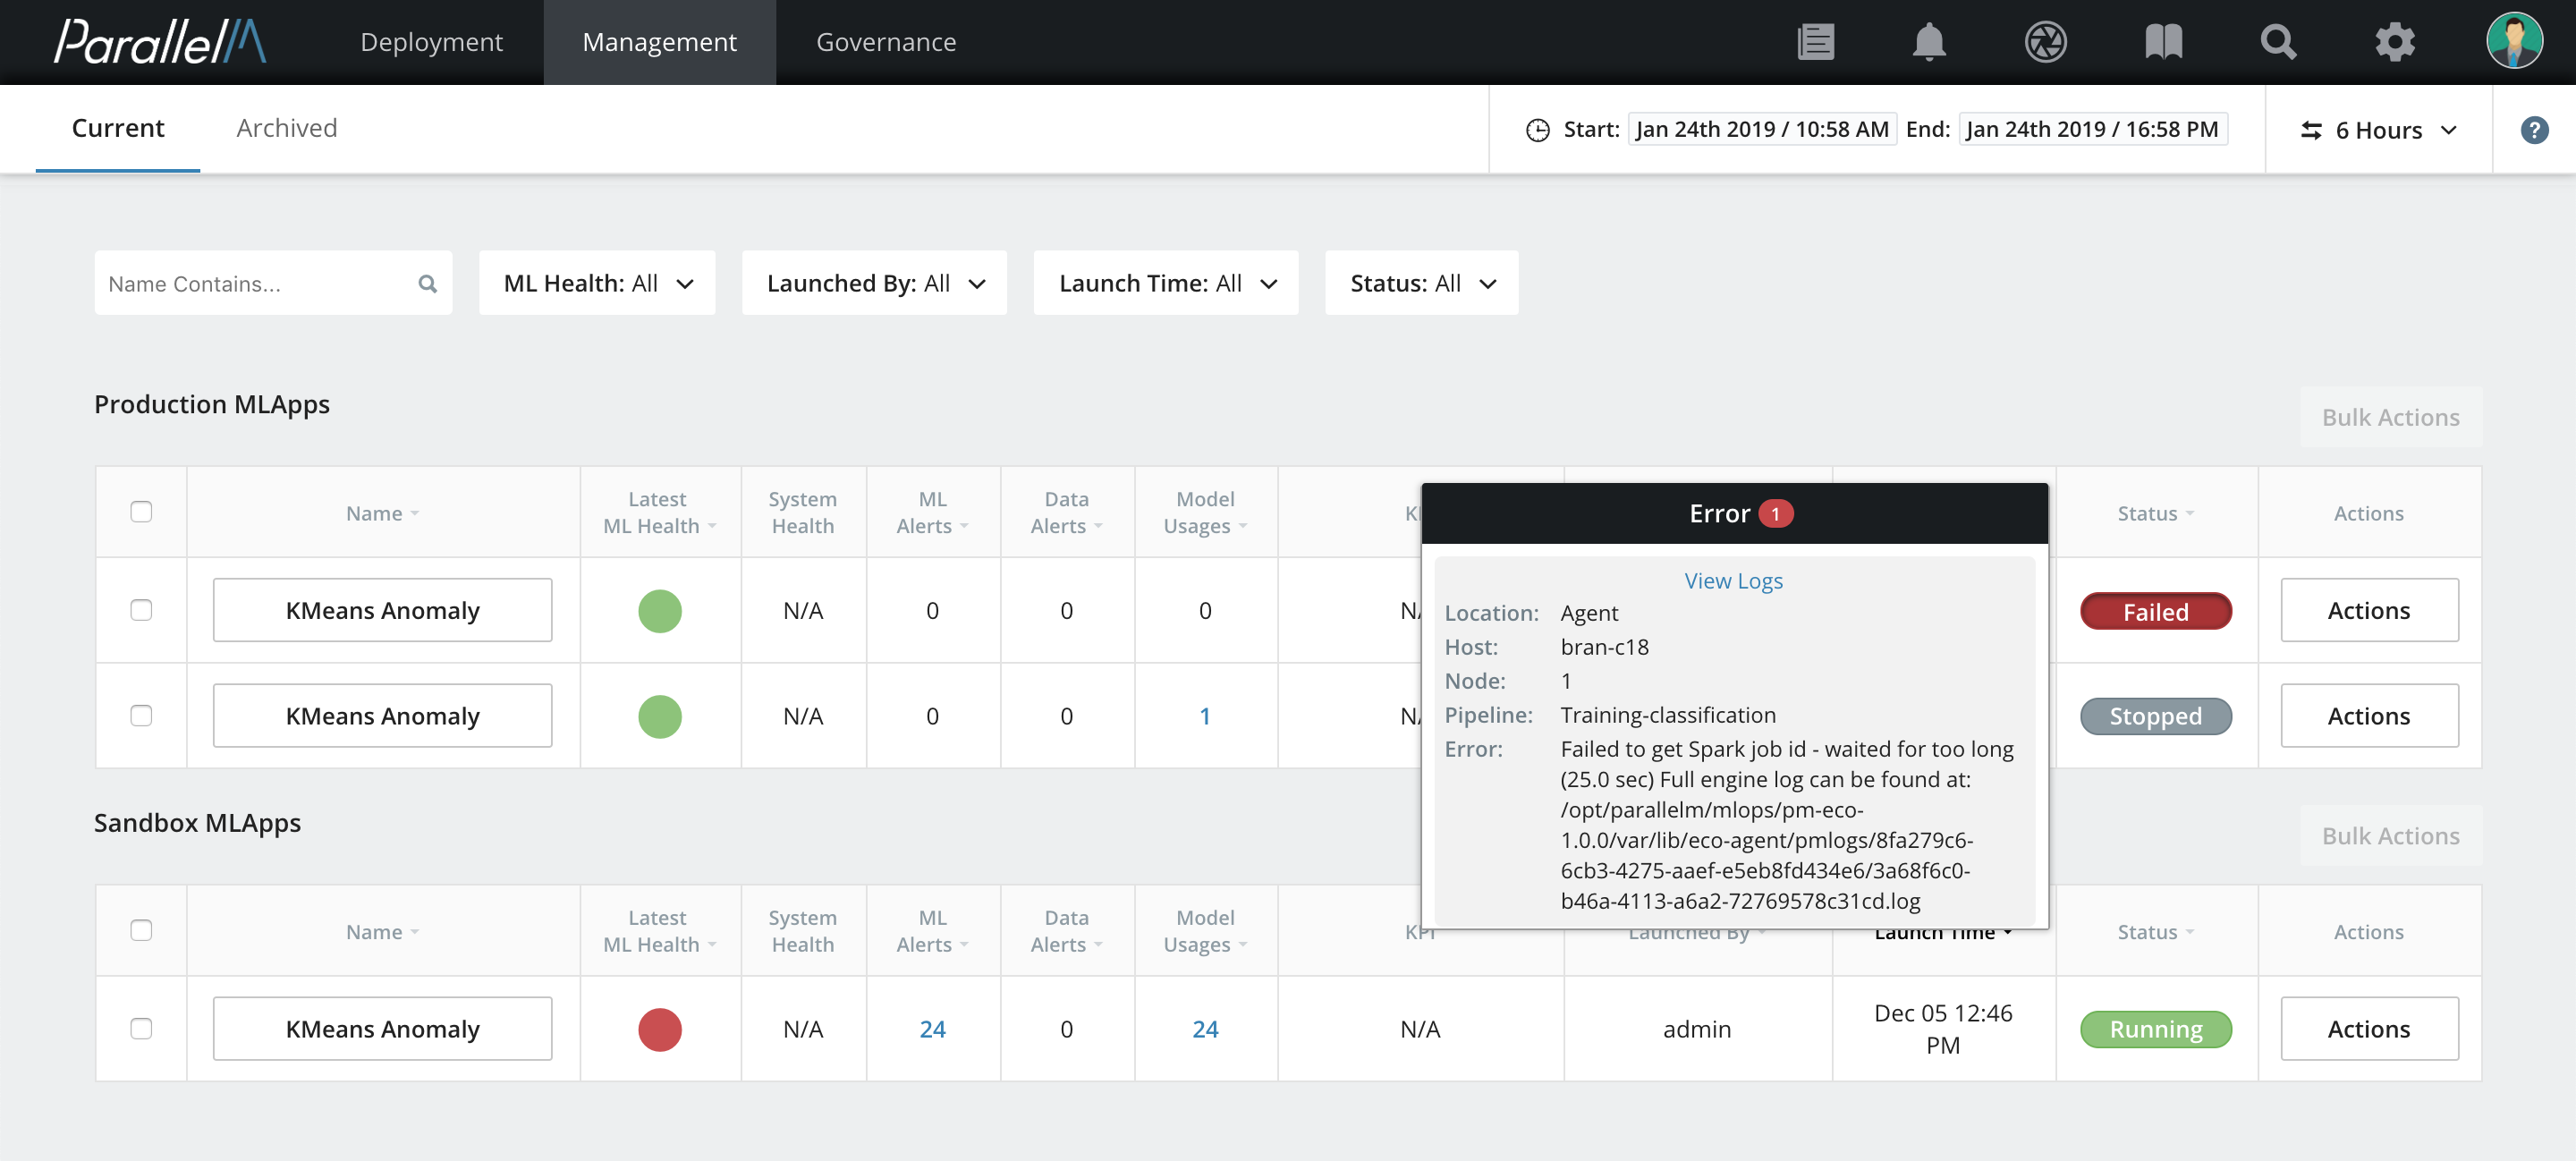 ParallelM
Deployment
Management
Governance
Current
Archived
Start: Jan 24th 2019 / 10:58 AM End: Jan 24th 2019 / 16:58 PM
6 Hours
?
Name Contains...
ML Health: All
Launched By: All
Launch Time: All
Status: All
Production MLApps
Bulk Actions
Name
Latest
ML Health
System
Health
ML
Alerts
Data
Alerts
Model
Usages
Status
Actions
KMeans Anomaly
N/A
0
0
0
Failed
Actions
KMeans Anomaly
N/A
0
0
1
Stopped
Actions
Error 1
View Logs
Location: Agent
Host: bran-c18
Node: 1
Pipeline: Training-classification
Error: Failed to get Spark job id - waited for too long
(25.0 sec) Full engine log can be found at:
/opt/parallelm/mlops/pm-eco-
1.0.0/var/lib/eco-agent/pmlogs/8fa279c6-
6cb3-4275-aaef-e5eb8fd434e6/3a68f6c0-
b46a-4113-a6a2-72769578c31cd.log
Sandbox MLApps
Bulk Actions
Name
Latest
ML Health
System
Health
ML
Alerts
Data
Alerts
Model
Usages
KPI
Launched By
Launch Time
Status
Actions
KMeans Anomaly
N/A
24
0
24
N/A
admin
Dec 05 12:46
PM
Running
Actions